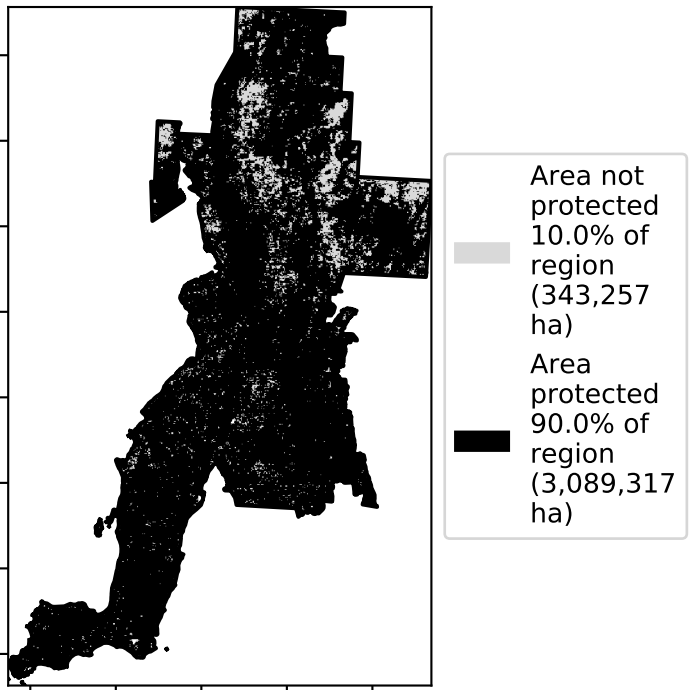 Area not
protected
10.0% of
region
(343,257
ha)
Area
protected
90.0% of
region
(3,089,317
ha)